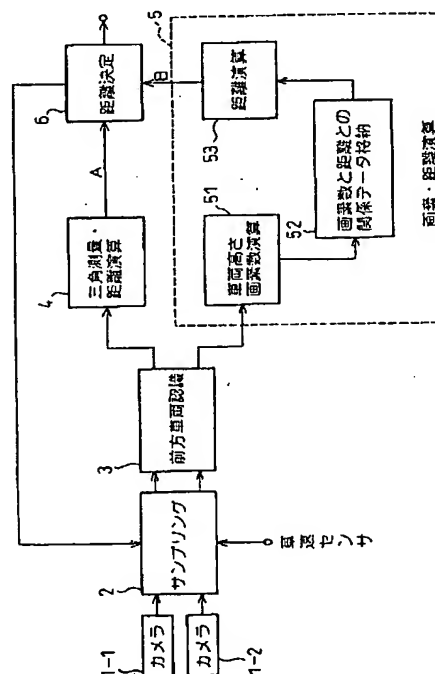 1-1
カメラ
1-2
カメラ
2
サンプリング
車速センサ
3
前方車両認識
4
三角測量・
距離演算
A
5
51
車両高さ
画素数演算
52
画素数と距離との
関係データ格納
53
距離演算
B
6
距離決定
画素・距離演算